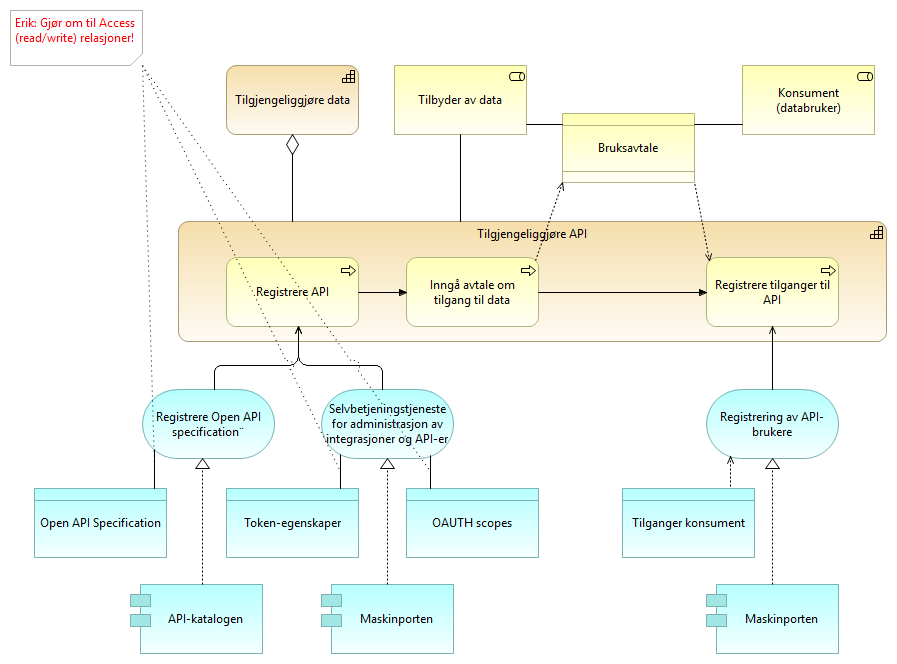 Erik: Gjør om til Access
(read/write) relasjoner!
Tilgjengeliggjøre data
Tilbyder av data
Konsument
(databruker)
Bruksavtale
Tilgjengeliggjøre API
Registrere API
Inngå avtale om
tilgang til data
Registrere tilganger til
API
Registrere Open API
specification¨
Selvbetjeningstjeneste
for administrasjon av
integrasjoner og API-er
Registrering av API-
brukere
Open API Specification
Token-egenskaper
OAUTH scopes
Tilganger konsument
API-katalogen
Maskinporten
Maskinporten